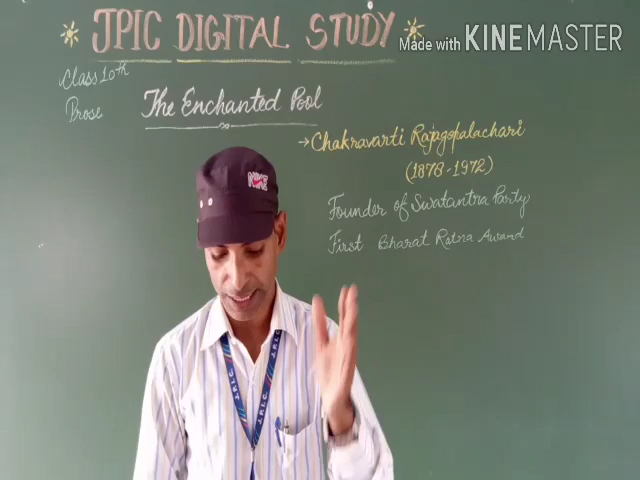 JPIC DIGITAL STUDY
Made with KINEMASTER
Class 10th
Prose
The Enchanted Pool
→ Chakravarti Rajagopalachari
(1878-1972)
Founder of Swatantra Party
First Bharat Ratna Award
NIKE
J.P.I.C.